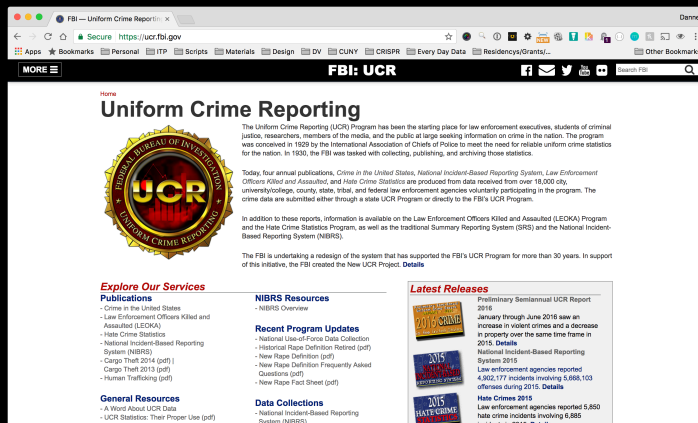 FBI — Uniform Crime Reporting
Danne
Secure
https://ucr.fbi.gov
Apps
Bookmarks
Personal
ITP
Scripts
Materials
Design
DV
CUNY
CRISPR
Every Day Data
Residencys/Grants/...
Other Bookmarks
MORE
FBI: UCR
You
Tube
Search FBI
Home
Uniform Crime Reporting
FEDERAL BUREAU OF INVESTIGATION
UCR
UNIFORM CRIME REPORTING
The Uniform Crime Reporting (UCR) Program has been the starting place for law enforcement executives, students of criminal
justice, researchers, members of the media, and the public at large seeking information on crime in the nation. The program
was conceived in 1929 by the International Association of Chiefs of Police to meet the need for reliable uniform crime statistics
for the nation. In 1930, the FBI was tasked with collecting, publishing, and archiving those statistics.
Today, four annual publications, Crime in the United States, National Incident-Based Reporting System, Law Enforcement
Officers Killed and Assaulted, and Hate Crime Statistics are produced from data received from over 18,000 city,
university/college, county, state, tribal, and federal law enforcement agencies voluntarily participating in the program. The
crime data are submitted either through a state UCR Program or directly to the FBI's UCR Program.
In addition to these reports, information is available on the Law Enforcement Officers Killed and Assaulted (LEOKA) Program
and the Hate Crime Statistics Program, as well as the traditional Summary Reporting System (SRS) and the National Incident-
Based Reporting System (NIBRS).
The FBI is undertaking a redesign of the system that has supported the FBI's UCR Program for more than 30 years. In support
of this initiative, the FBI created the New UCR Project. Details
Explore Our Services
Publications
- Crime in the United States
- Law Enforcement Officers Killed and
Assaulted (LEOKA)
- Hate Crime Statistics
- National Incident-Based Reporting
System (NIBRS)
- Cargo Theft 2014 (pdf) |
Cargo Theft 2013 (pdf)
- Human Trafficking (pdf)
General Resources
- A Word About UCR Data
- UCR Statistics: Their Proper Use (pdf)
NIBRS Resources
- NIBRS Overview
Recent Program Updates
- National Use-of-Force Data Collection
- Historical Rape Definition Retired (pdf)
- New Rape Definition (pdf)
- New Rape Definition Frequently Asked
Questions (pdf)
- New Rape Fact Sheet (pdf)
Data Collections
- National Incident-Based Reporting
System (NIBRS)
Latest Releases
2016 CRIME
Preliminary Semiannual UCR Report
2016
January through June 2016 saw an
increase in violent crimes and a decrease
in property over the same time frame in
2015. Details
2015
National Incident-Based Reporting
System 2015
Law enforcement agencies reported
4,902,177 incidents involving 5,668,103
offenses during 2015. Details
2015
HATE CRIME
Hate Crimes 2015
Law enforcement agencies reported 5,850
hate crime incidents involving 6,885